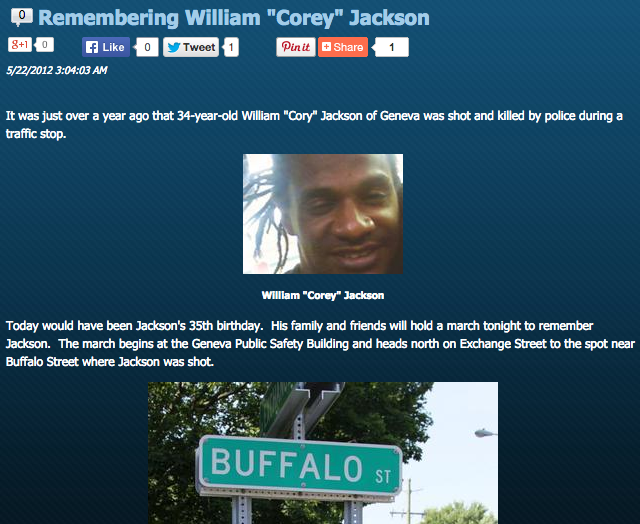 0 Remembering William "Corey" Jackson
g+1 0 Like 0 Tweet 1 Pin it Share 1
5/22/2012 3:04:03 AM
It was just over a year ago that 34-year-old William "Cory" Jackson of Geneva was shot and killed by police during a
traffic stop.
William "Corey" Jackson
Today would have been Jackson's 35th birthday.  His family and friends will hold a march tonight to remember
Jackson.  The march begins at the Geneva Public Safety Building and heads north on Exchange Street to the spot near
Buffalo Street where Jackson was shot.
BUFFALO ST